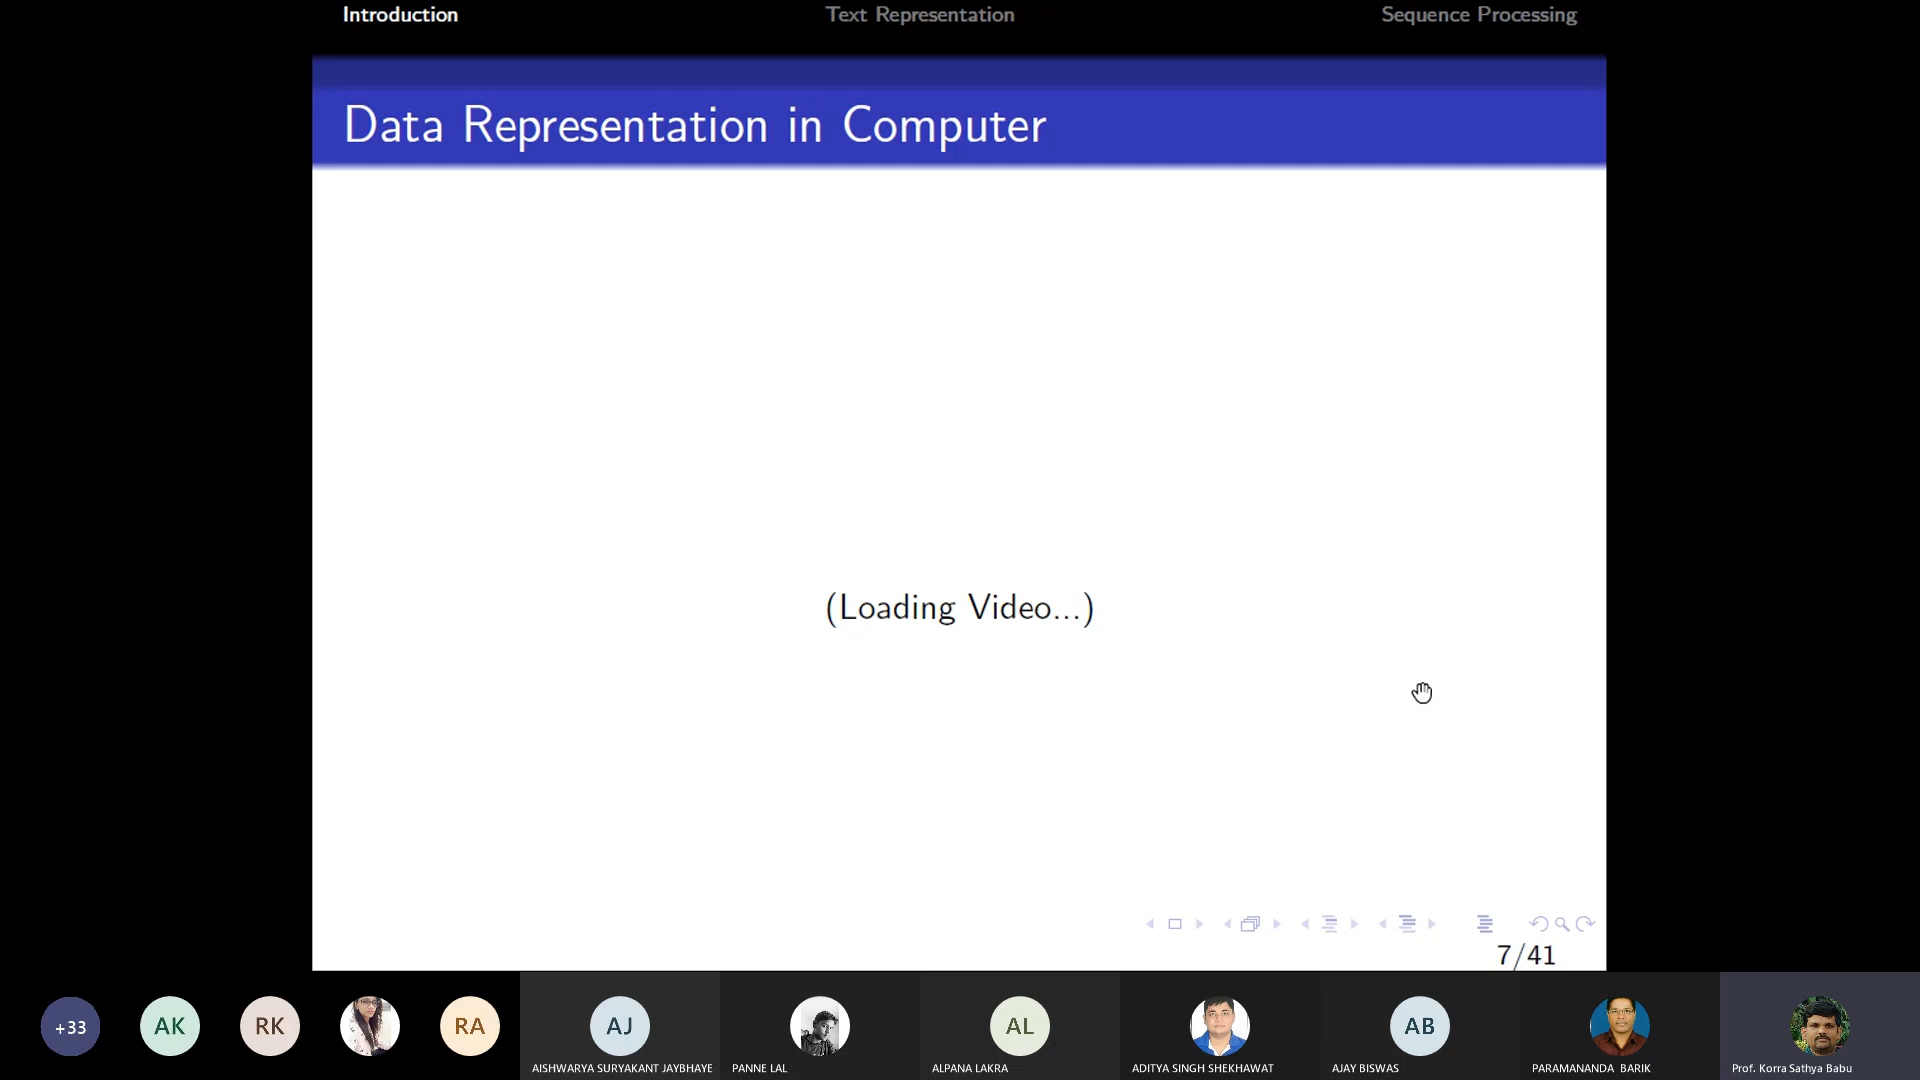 Introduction
Text Representation
Sequence Processing
Data Representation in Computer
(Loading Video...)
7/41
+33
AK
RK
RA
AJ
AL
AB
AISHWARYA SURYAKANT JAYBHAYE
PANNE LAL
ALPANA LAKRA
ADITYA SINGH SHEKHAWAT
AJAY BISWAS
PARAMANANDA BARIK
Prof. Korra Sathya Babu